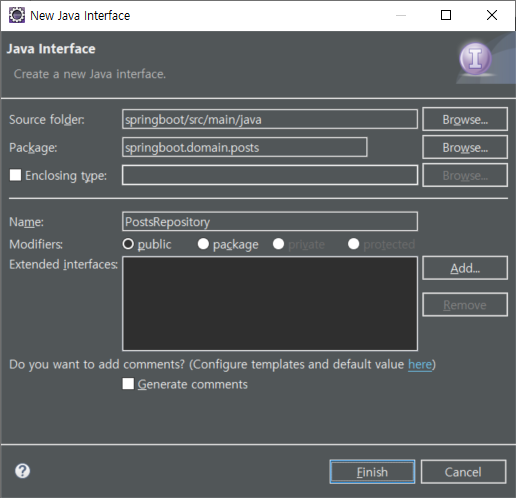 New Java Interface
Java Interface
Create a new Java interface.
Source folder: springboot/src/main/java Browse...
Package: springboot.domain.posts Browse...
Enclosing type: Browse...
Name: PostsRepository
Modifiers: public package private protected
Extended interfaces: Add...
Remove
Do you want to add comments? (Configure templates and default value here)
Generate comments
? Finish Cancel